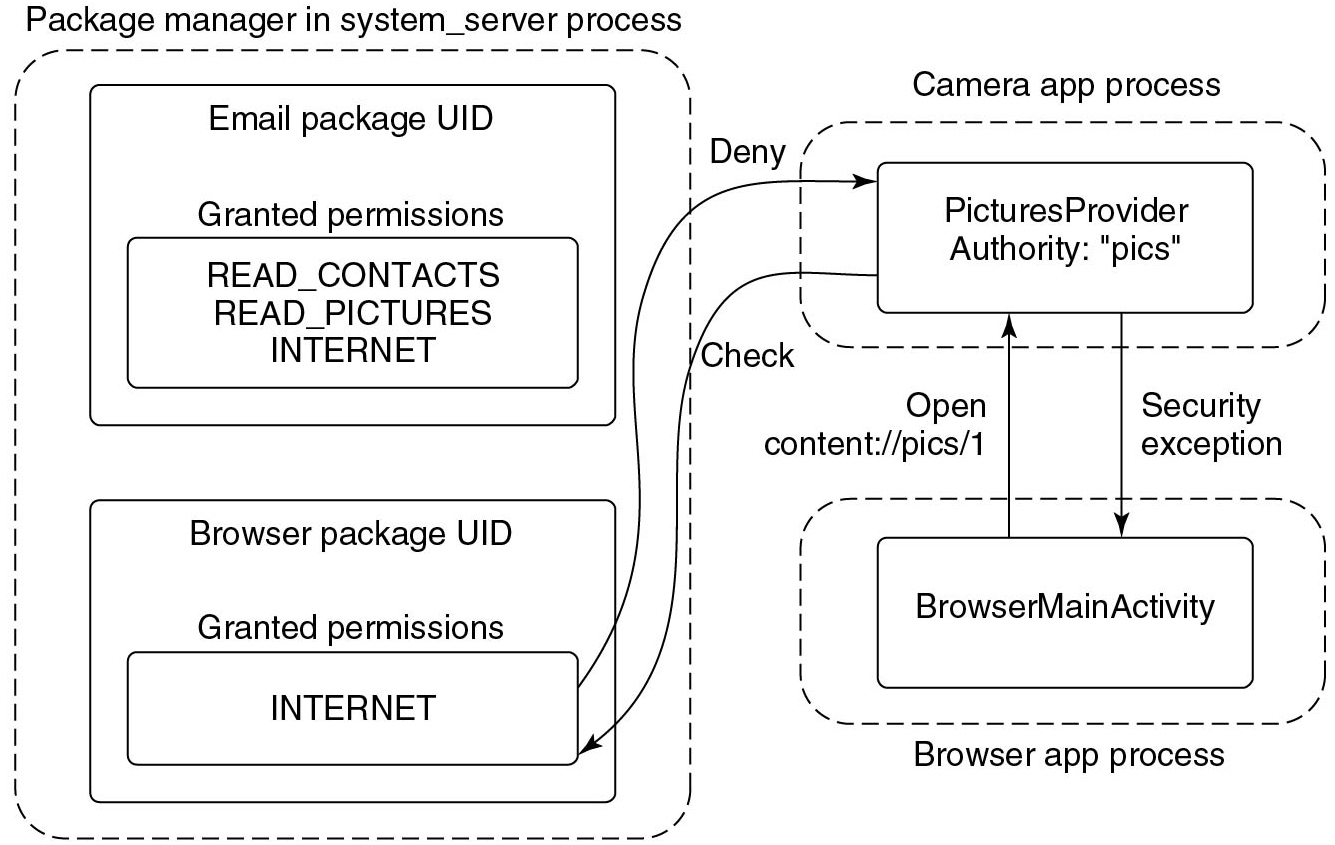 Package manager in system_server process
Email package UID
Granted permissions
READ_CONTACTS
READ_PICTURES
INTERNET
Browser package UID
Granted permissions
INTERNET
Deny
Check
Camera app process
PicturesProvider
Authority: "pics"
Open
content://pics/1
Security
exception
BrowserMainActivity
Browser app process